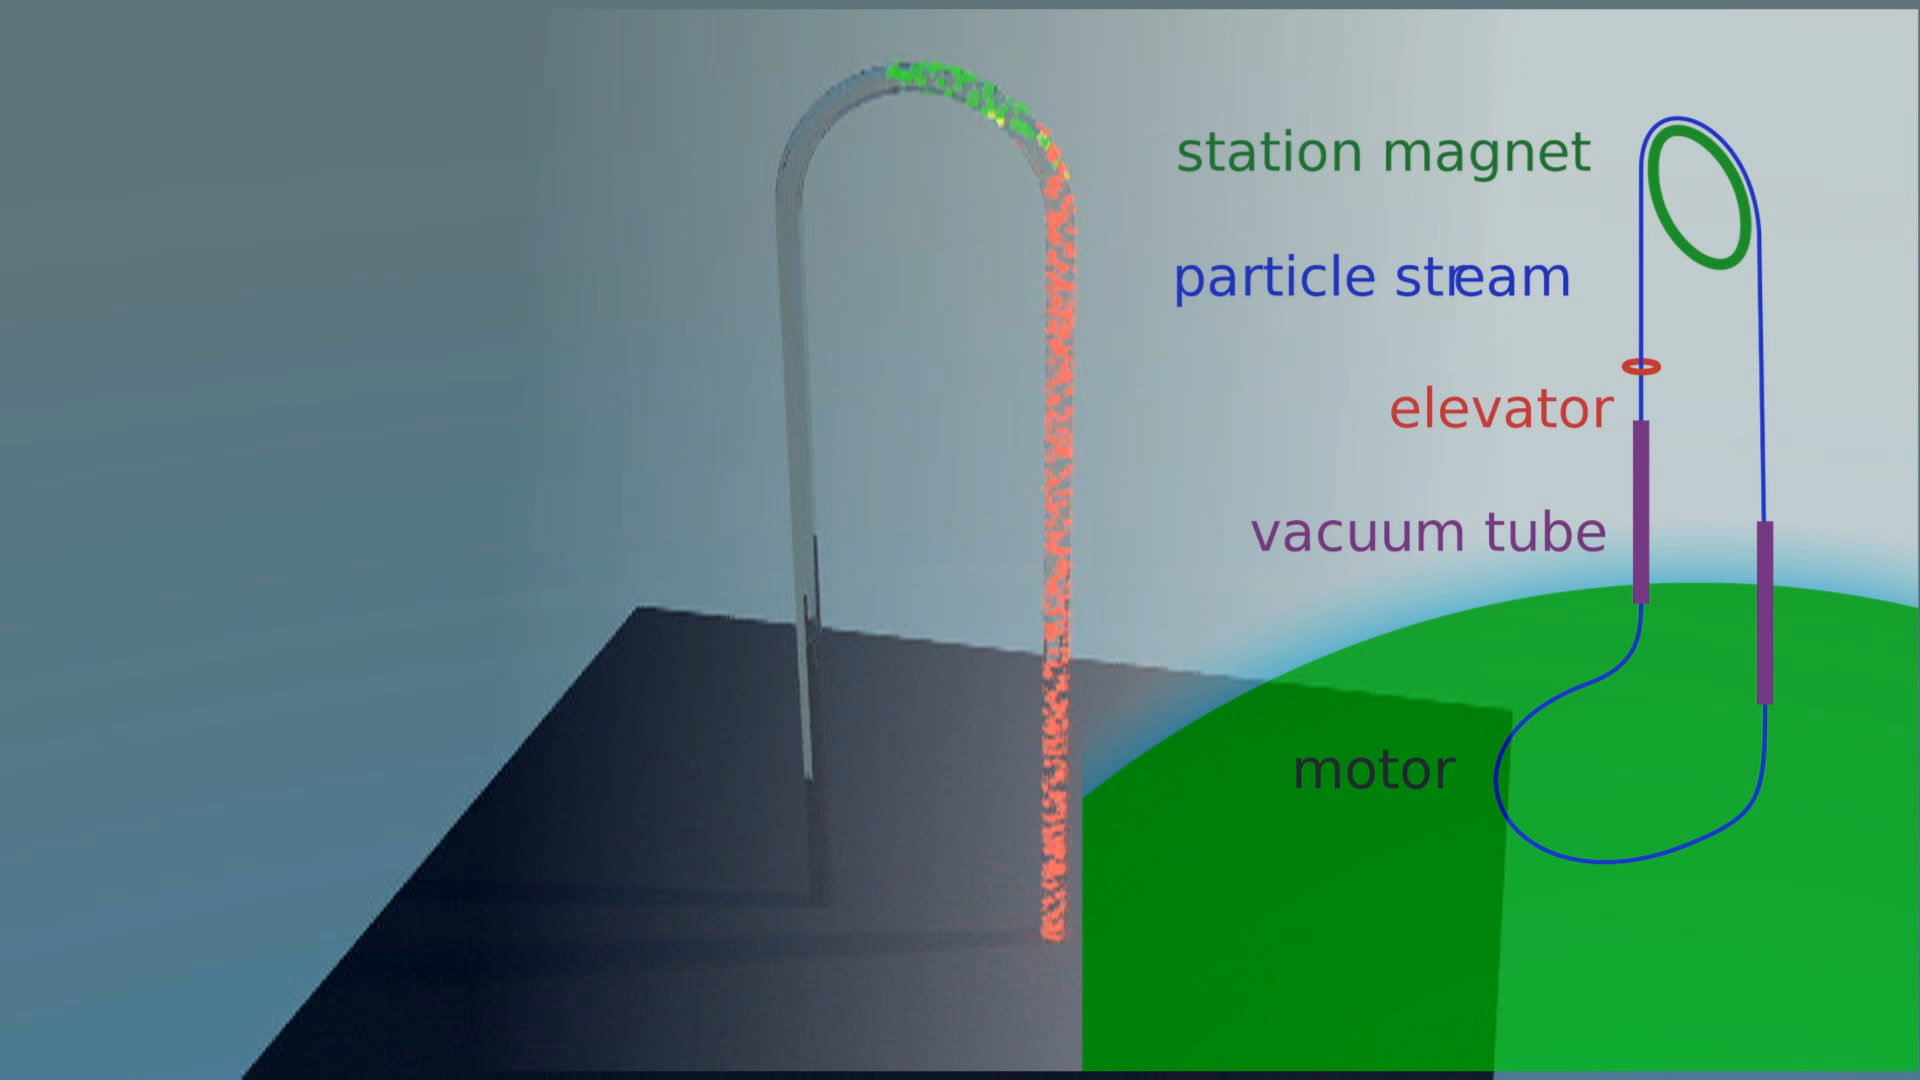 station magnet
particle stream
elevator
vacuum tube
motor